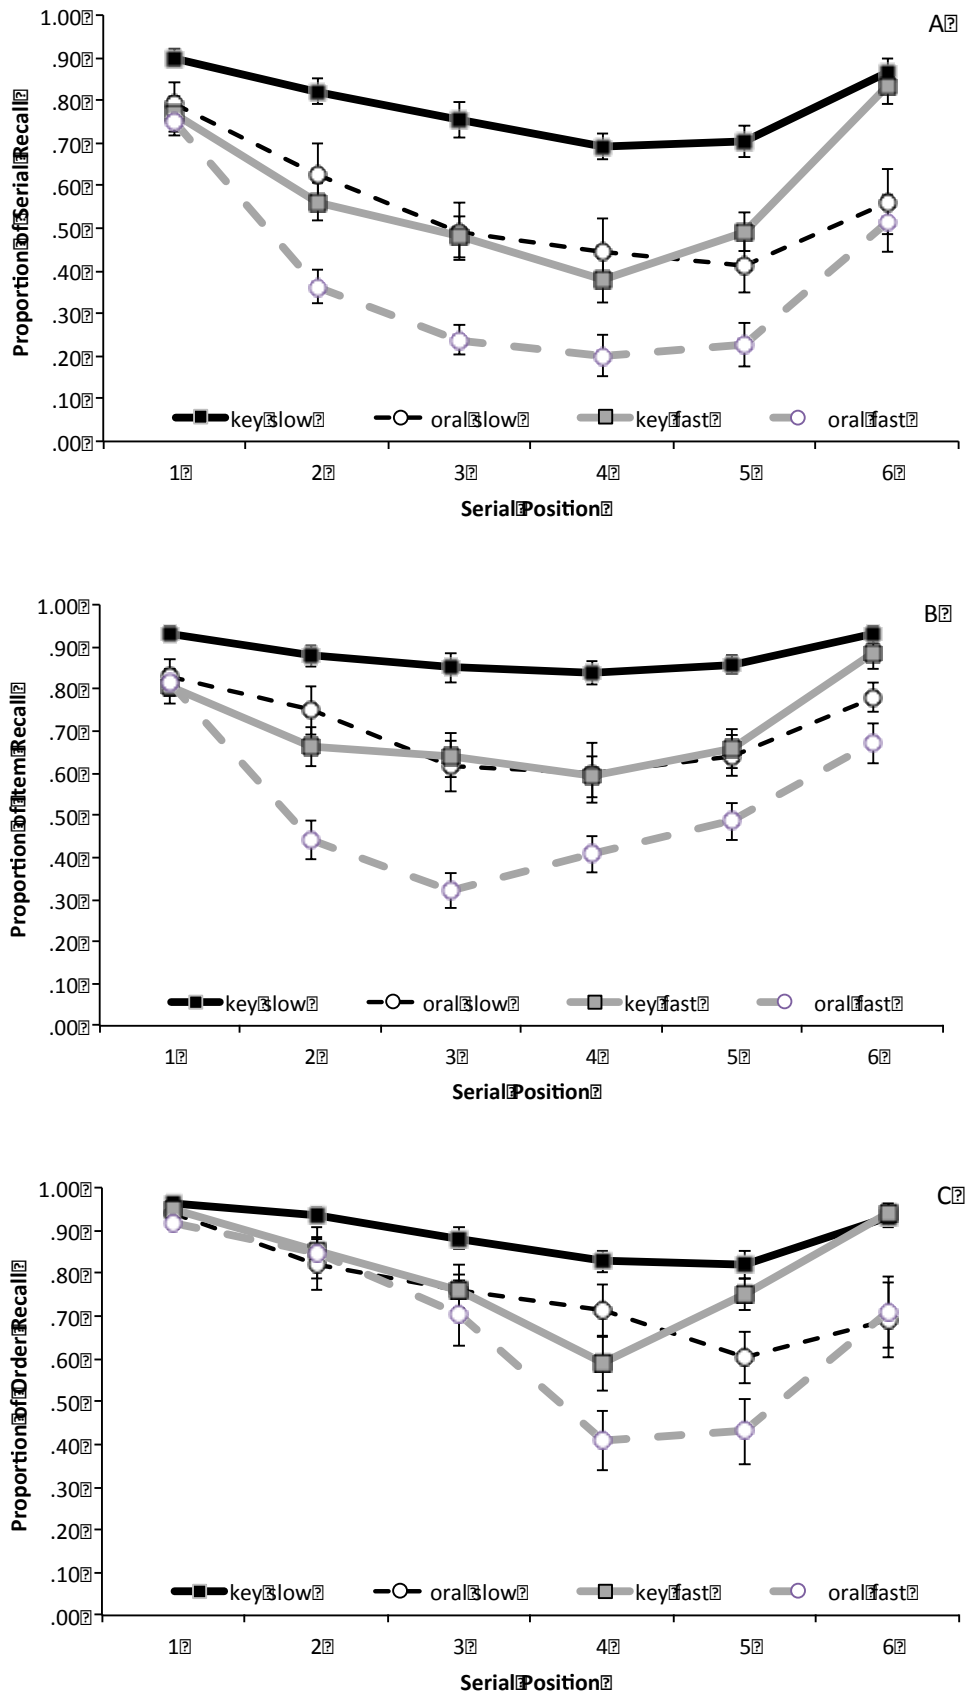 A
1.00
.90
.80
.70
.60
.50
.40
.30
.20
.10
.00
Proportion of Serial Recall
key slow oral slow key fast oral fast
1 2 3 4 5 6
Serial Position
B
1.00
.90
.80
.70
.60
.50
.40
.30
.20
.10
.00
Proportion of Item Recall
key slow oral slow key fast oral fast
1 2 3 4 5 6
Serial Position
C
1.00
.90
.80
.70
.60
.50
.40
.30
.20
.10
.00
Proportion of Order Recall
key slow oral slow key fast oral fast
1 2 3 4 5 6
Serial Position